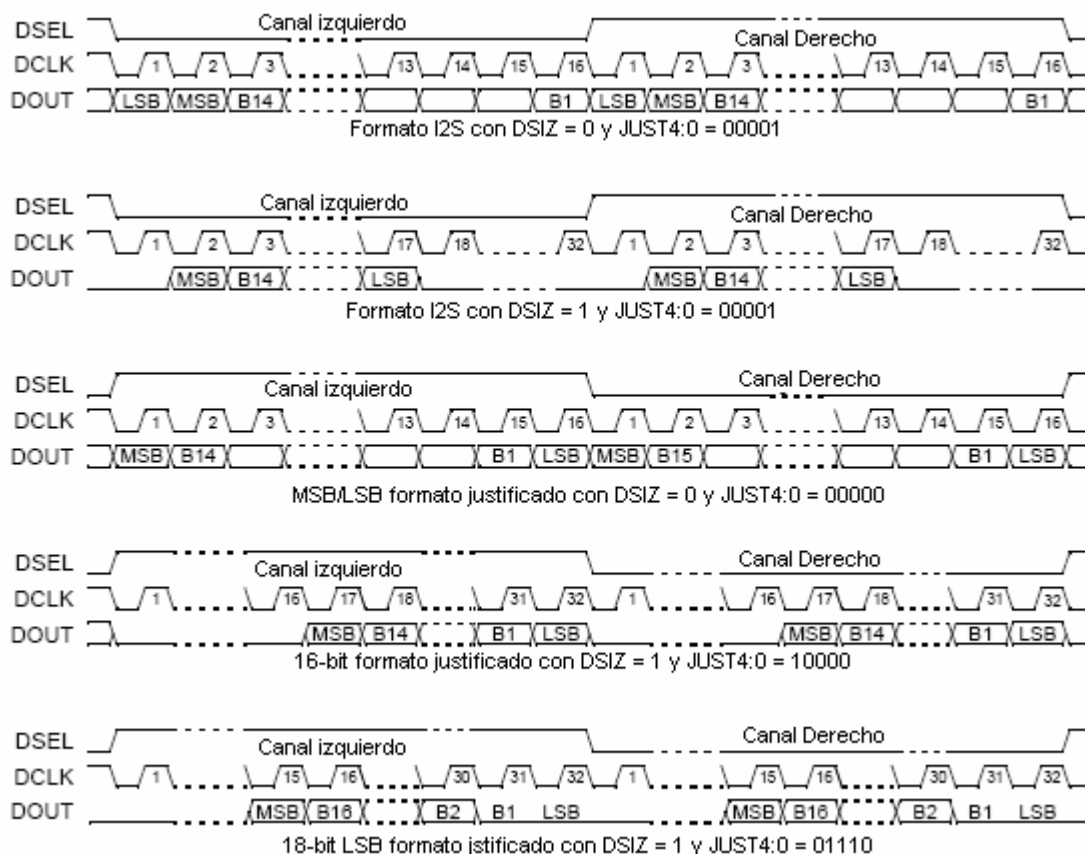 DSEL Canal izquierdo Canal Derecho
DCLK 1 2 3 13 14 15 16 1 2 3 13 14 15 16
DOUT LSB MSB B14 B1 LSB MSB B14 B1
Formato I2S con DSIZ = 0 y JUST4:0 = 00001
DSEL Canal izquierdo Canal Derecho
DCLK 1 2 3 17 18 32 1 2 3 17 18 32
DOUT MSB B14 LSB MSB B14 LSB
Formato I2S con DSIZ = 1 y JUST4:0 = 00001
DSEL Canal izquierdo Canal Derecho
DCLK 1 2 3 13 14 15 16 1 2 3 13 14 15 16
DOUT MSB B14 B1 LSB MSB B15 B1 LSB
MSB/LSB formato justificado con DSIZ = 0 y JUST4:0 = 00000
DSEL Canal izquierdo Canal Derecho
DCLK 1 16 17 18 31 32 1 16 17 18 31 32
DOUT MSB B14 B1 LSB MSB B14 B1 LSB
16-bit formato justificado con DSIZ = 1 y JUST4:0 = 10000
DSEL Canal izquierdo Canal Derecho
DCLK 1 15 16 30 31 32 1 15 16 30 31 32
DOUT MSB B16 B2 B1 LSB MSB B16 B2 B1 LSB
18-bit LSB formato jstificado con DSIZ = 1 y JUST4:0 = 01110